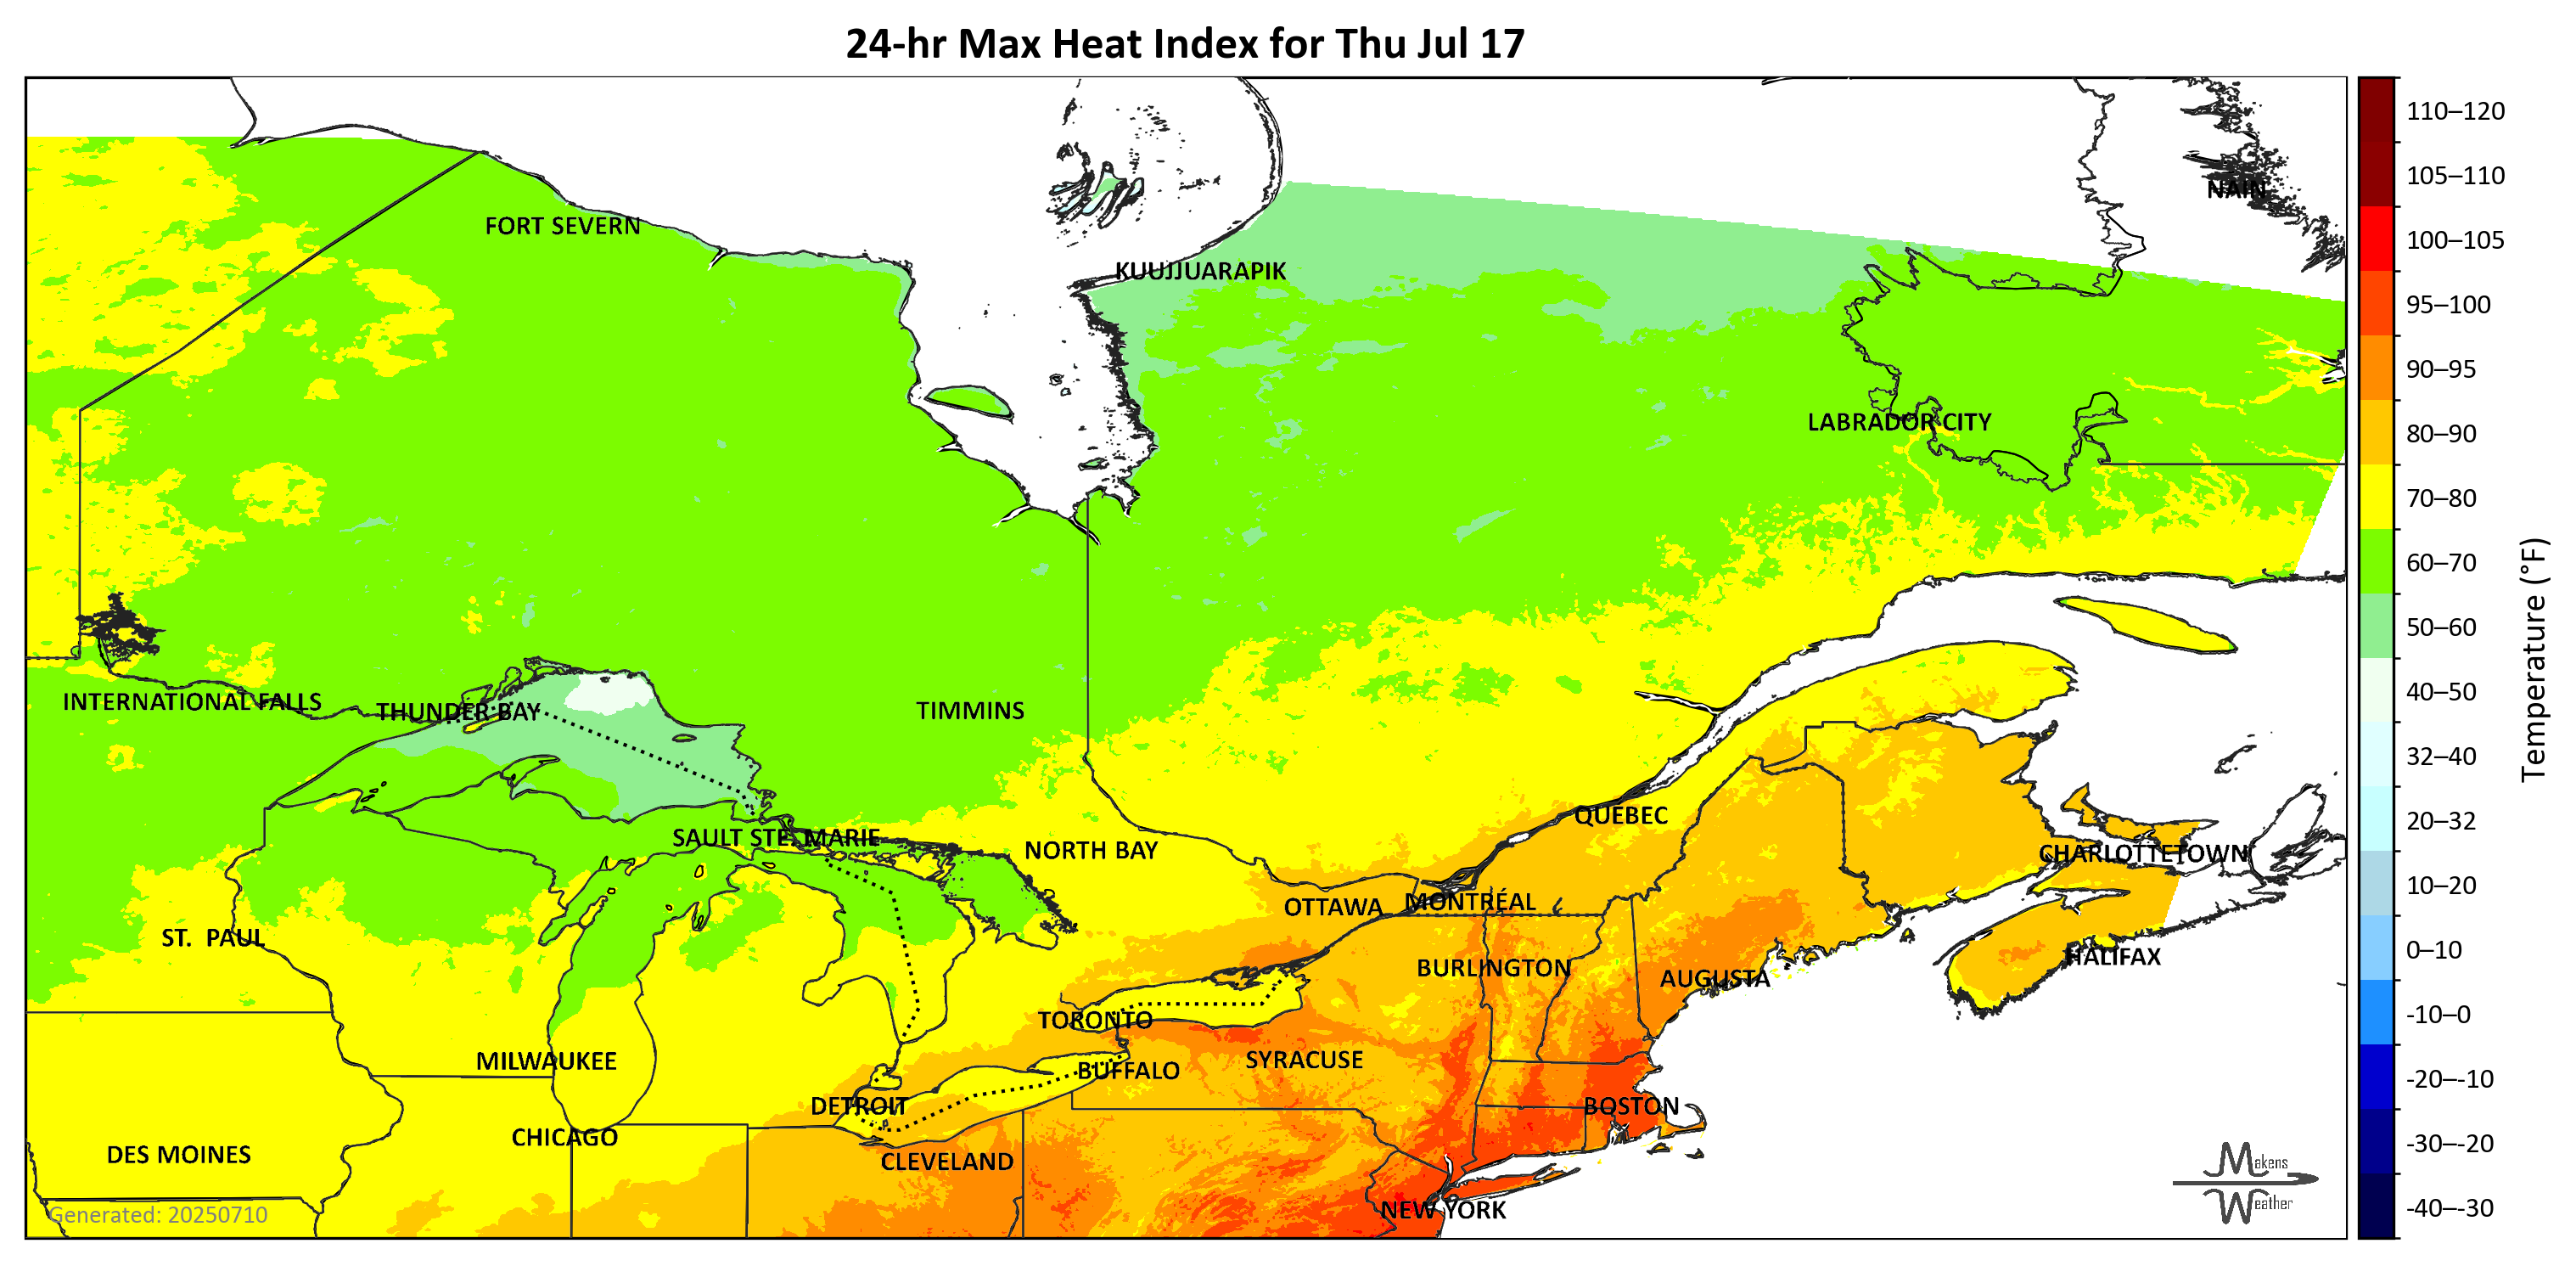 24-hr Max Heat Index for Thu Jul 17
110–120
105–110
NAIN
FORT SEVERN
100–105
KUUJJUARAPIK
95–100
90–95
LABRADOR CITY
80–90
70–80
60–70
50–60
Temperature (°F)
INTERNATIONAL FALLS
THUNDER BAY
TIMMINS
40–50
32–40
QUEBEC
20–32
SAULT STE. MARIE
NORTH BAY
CHARLOTTETOWN
10–20
OTTAWA
MONTRÉAL
ST. PAUL
HALIFAX
0–10
BURLINGTON
AUGUSTA
-10–0
TORONTO
MILWAUKEE
SYRACUSE
BUFFALO
-20–-10
DETROIT
BOSTON
CHICAGO
-30–-20
DES MOINES
CLEVELAND
Makens
Weather
NEW YORK
-40–-30
Generated: 20250710